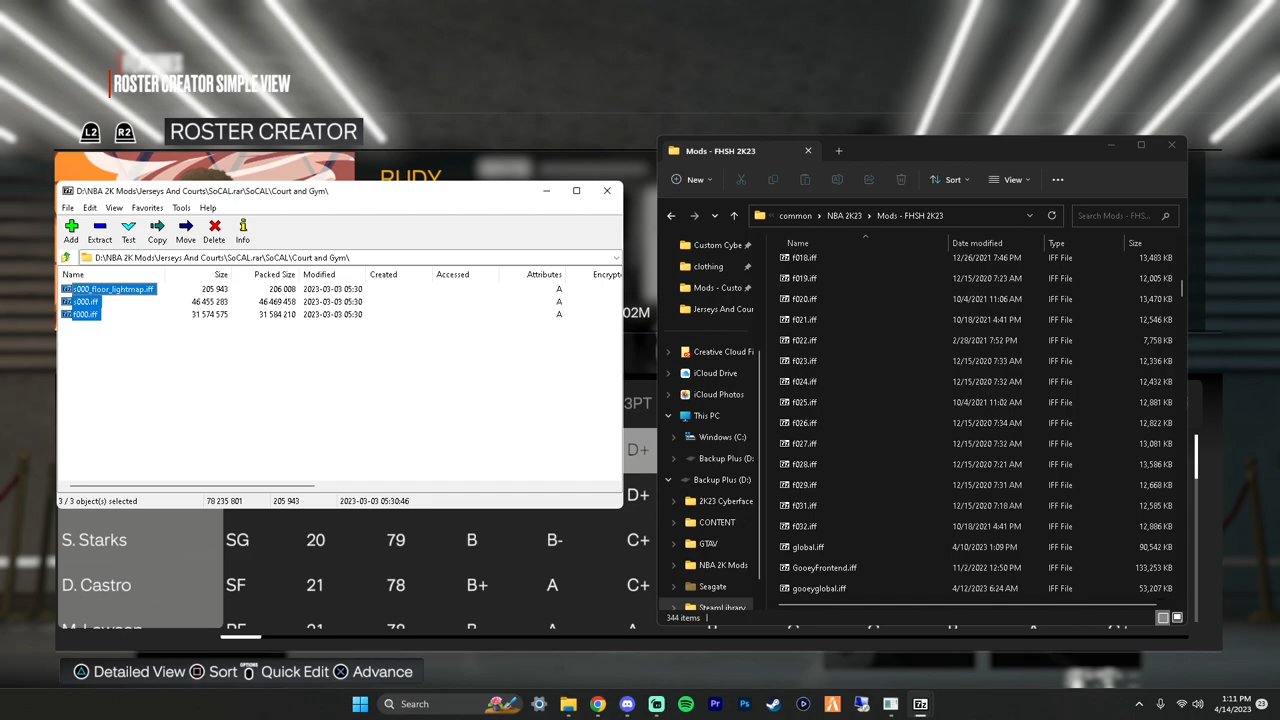 ROSTER CREATOR SIMPLE VIEW
L2 R2 ROSTER CREATOR
RUDY
D:\NBA 2K Mods\Jerseys And Courts\SoCAL.rar\SoCAL\Court and Gym\
File Edit View Favorites Tools Help
Add Extract Test Copy Move Delete Info
D:\NBA 2K Mods\Jerseys And Courts\SoCAL.rar\SoCAL\Court and Gym\
Name Size Packed Size Modified Created Accessed Attributes Encrypt
s000_floor_lightmap.iff 205 943 206 008 2023-03-03 05:30 A
s000.iff 46 455 283 46 469 458 2023-03-03 05:30 A
f000.iff 31 574 575 31 584 210 2023-03-03 05:30 A
3 / 3 object(s) selected 78 235 801 205 943 2023-03-03 05:30:46
02M
3PT
D+
D+
S. Starks SG 20 79 B B- C+
D. Castro SF 21 78 B+ A C+
Detailed View Sort OPTIONS Quick Edit Advance
Mods - FHSH 2K23
New Sort View
common NBA 2K23 Mods - FHSH 2K23 Search Mods - FHS...
Custom Cybe
clothing
Mods - Custo
Jerseys And Cour
Creative Cloud Fi
iCloud Drive
iCloud Photos
This PC
Windows (C:)
Backup Plus (D:
Backup Plus (D:)
2K23 Cyberface
CONTENT
GTAV
NBA 2K Mods
Seagate
SteamLibrary
Name Date modified Type Size
f018.iff 12/26/2021 7:46 PM IFF File 13,483 KB
f019.iff 12/15/2020 7:23 AM IFF File 12,005 KB
f020.iff 10/4/2021 11:06 AM IFF File 13,470 KB
f021.iff 10/18/2021 4:41 PM IFF File 12,546 KB
f022.iff 2/28/2021 7:52 PM IFF File 7,758 KB
f023.iff 12/15/2020 7:33 AM IFF File 12,336 KB
f024.iff 12/15/2020 7:32 AM IFF File 12,432 KB
f025.iff 10/4/2021 11:02 AM IFF File 12,881 KB
f026.iff 12/15/2020 7:34 AM IFF File 12,822 KB
f027.iff 12/15/2020 7:32 AM IFF File 13,081 KB
f028.iff 12/15/2020 7:21 AM IFF File 13,586 KB
f029.iff 12/15/2020 7:31 AM IFF File 12,668 KB
f031.iff 12/15/2020 7:18 AM IFF File 12,585 KB
f032.iff 10/18/2021 4:41 PM IFF File 12,886 KB
global.iff 4/10/2023 1:09 PM IFF File 90,542 KB
GooeyFrontend.iff 11/2/2022 12:50 PM IFF File 133,253 KB
gooeyglobal.iff 4/12/2023 6:24 AM IFF File 53,207 KB
344 items
Search
1:11 PM
4/14/2023
23